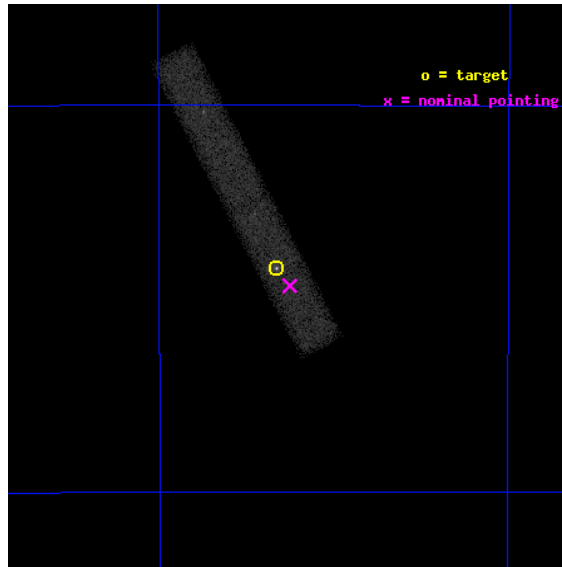 o = target
x = nominal pointing